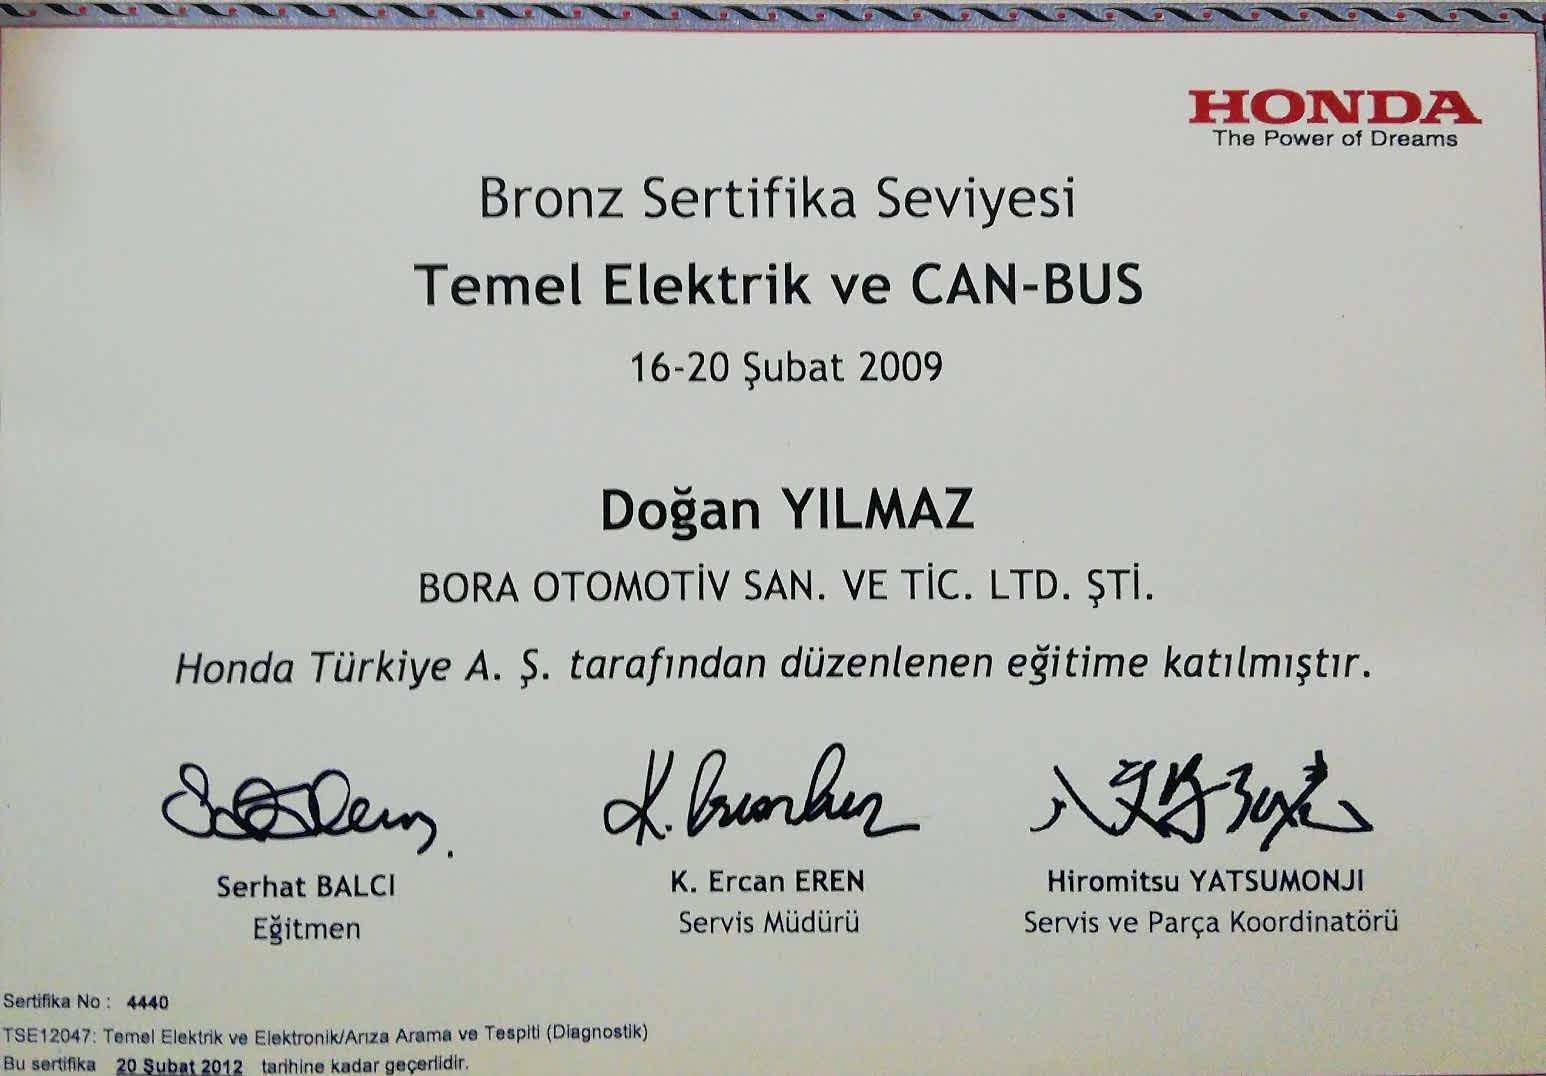 HONDA
The Power of Dreams
Bronz Sertifika Seviyesi
Temel Elektrik ve CAN-BUS
16-20 Şubat 2009
Doğan YILMAZ
BORA OTOMOTİV SAN. VE TİC. LTD. ŞTİ.
Honda Türkiye A. Ş. tarafından düzenlenen eğitime katılmıştır.
Serhat BALCI
Eğitmen
K. Ercan EREN
Servis Müdürü
Hiromitsu YATSUMONJI
Servis ve Parça Koordinatörü
Sertifika No : 4440
TSE12047: Temel Elektrik ve Elektronik/Arıza Arama ve Tespiti (Diagnostik)
Bu sertifika 20 Şubat 2012 tarihine kadar geçerlidir.